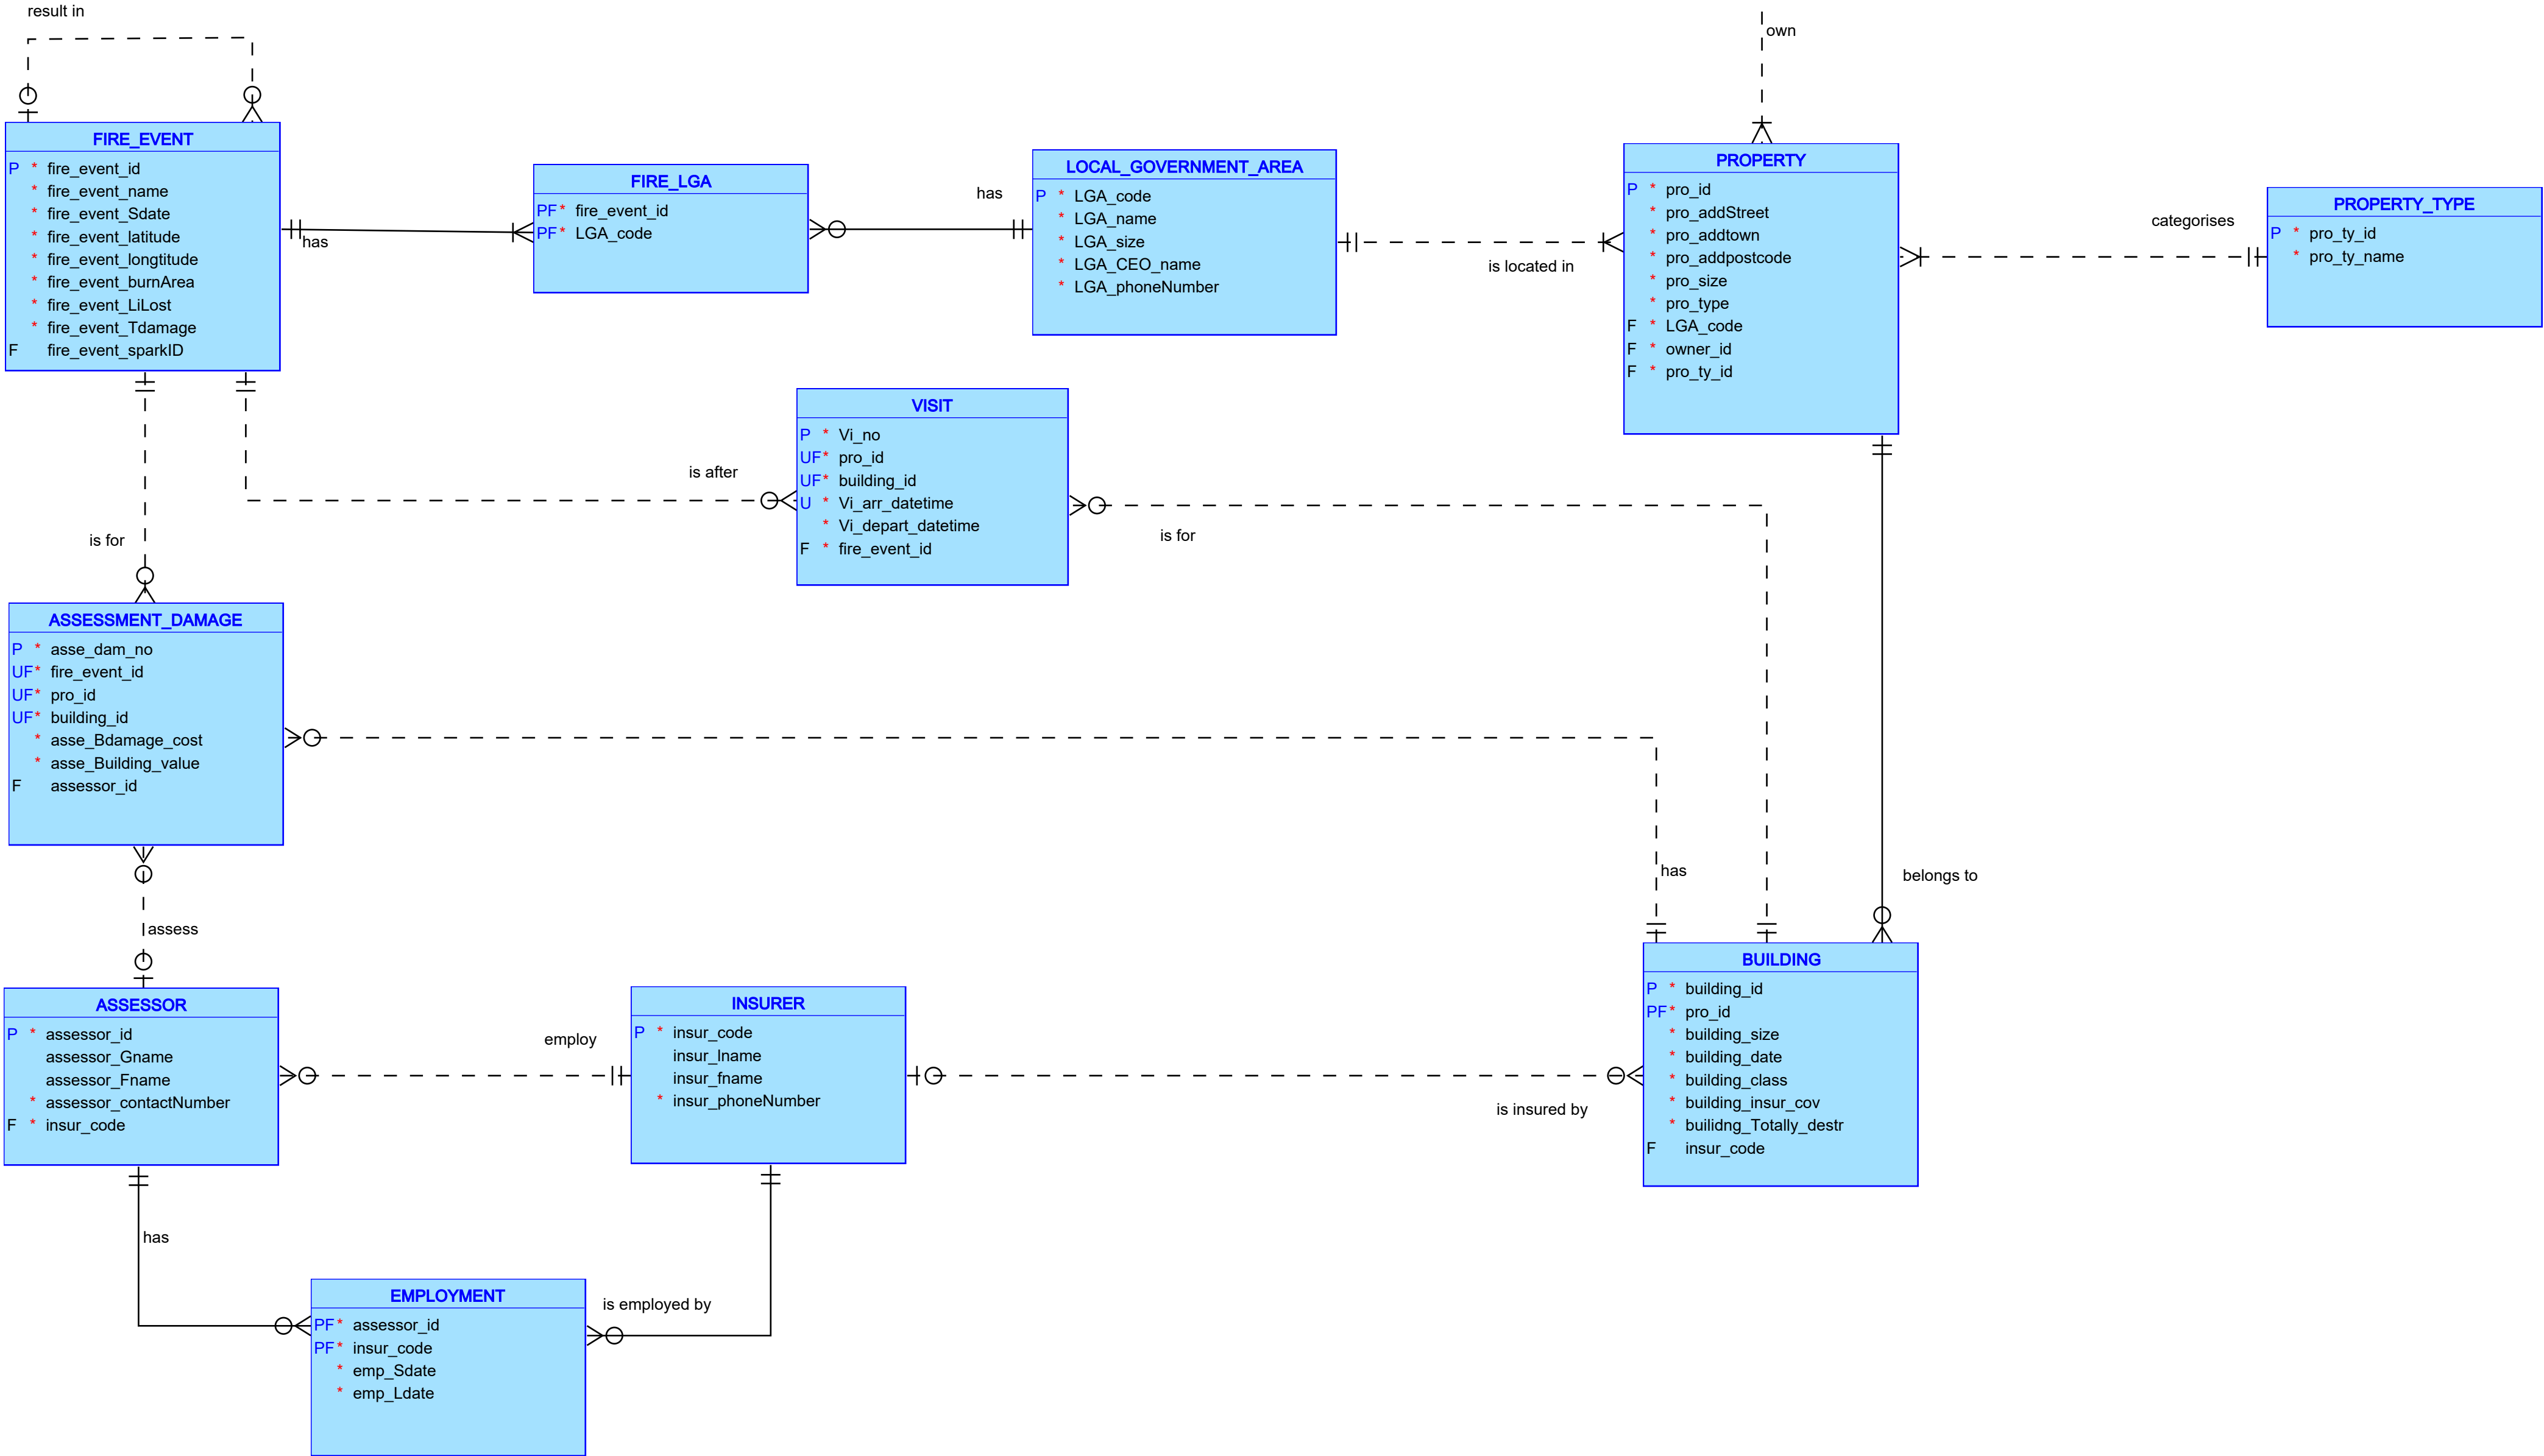 result in
own
FIRE_EVENT
P * fire_event_id
* fire_event_name
* fire_event_Sdate
* fire_event_latitude
* fire_event_longtitude
* fire_event_burnArea
* fire_event_LiLost
* fire_event_Tdamage
F fire_event_sparkID
has
FIRE_LGA
PF* fire_event_id
PF* LGA_code
has
LOCAL_GOVERNMENT_AREA
P * LGA_code
* LGA_name
* LGA_size
* LGA_CEO_name
* LGA_phoneNumber
is located in
PROPERTY
P * pro_id
* pro_addStreet
* pro_addtown
* pro_addpostcode
* pro_size
* pro_type
F * LGA_code
F * owner_id
F * pro_ty_id
categorises
PROPERTY_TYPE
P * pro_ty_id
* pro_ty_name
is after
VISIT
P * Vi_no
UF* pro_id
UF* building_id
U * Vi_arr_datetime
* Vi_depart_datetime
F * fire_event_id
is for
is for
ASSESSMENT_DAMAGE
P * asse_dam_no
UF* fire_event_id
UF* pro_id
UF* building_id
* asse_Bdamage_cost
* asse_Building_value
F assessor_id
has
belongs to
assess
ASSESSOR
P * assessor_id
assessor_Gname
assessor_Fname
* assessor_contactNumber
F * insur_code
employ
INSURER
P * insur_code
insur_lname
insur_fname
* insur_phoneNumber
is insured by
BUILDING
P * building_id
PF* pro_id
* building_size
* building_date
* building_class
* building_insur_cov
* builidng_Totally_destr
F insur_code
has
is employed by
EMPLOYMENT
PF* assessor_id
PF* insur_code
* emp_Sdate
* emp_Ldate